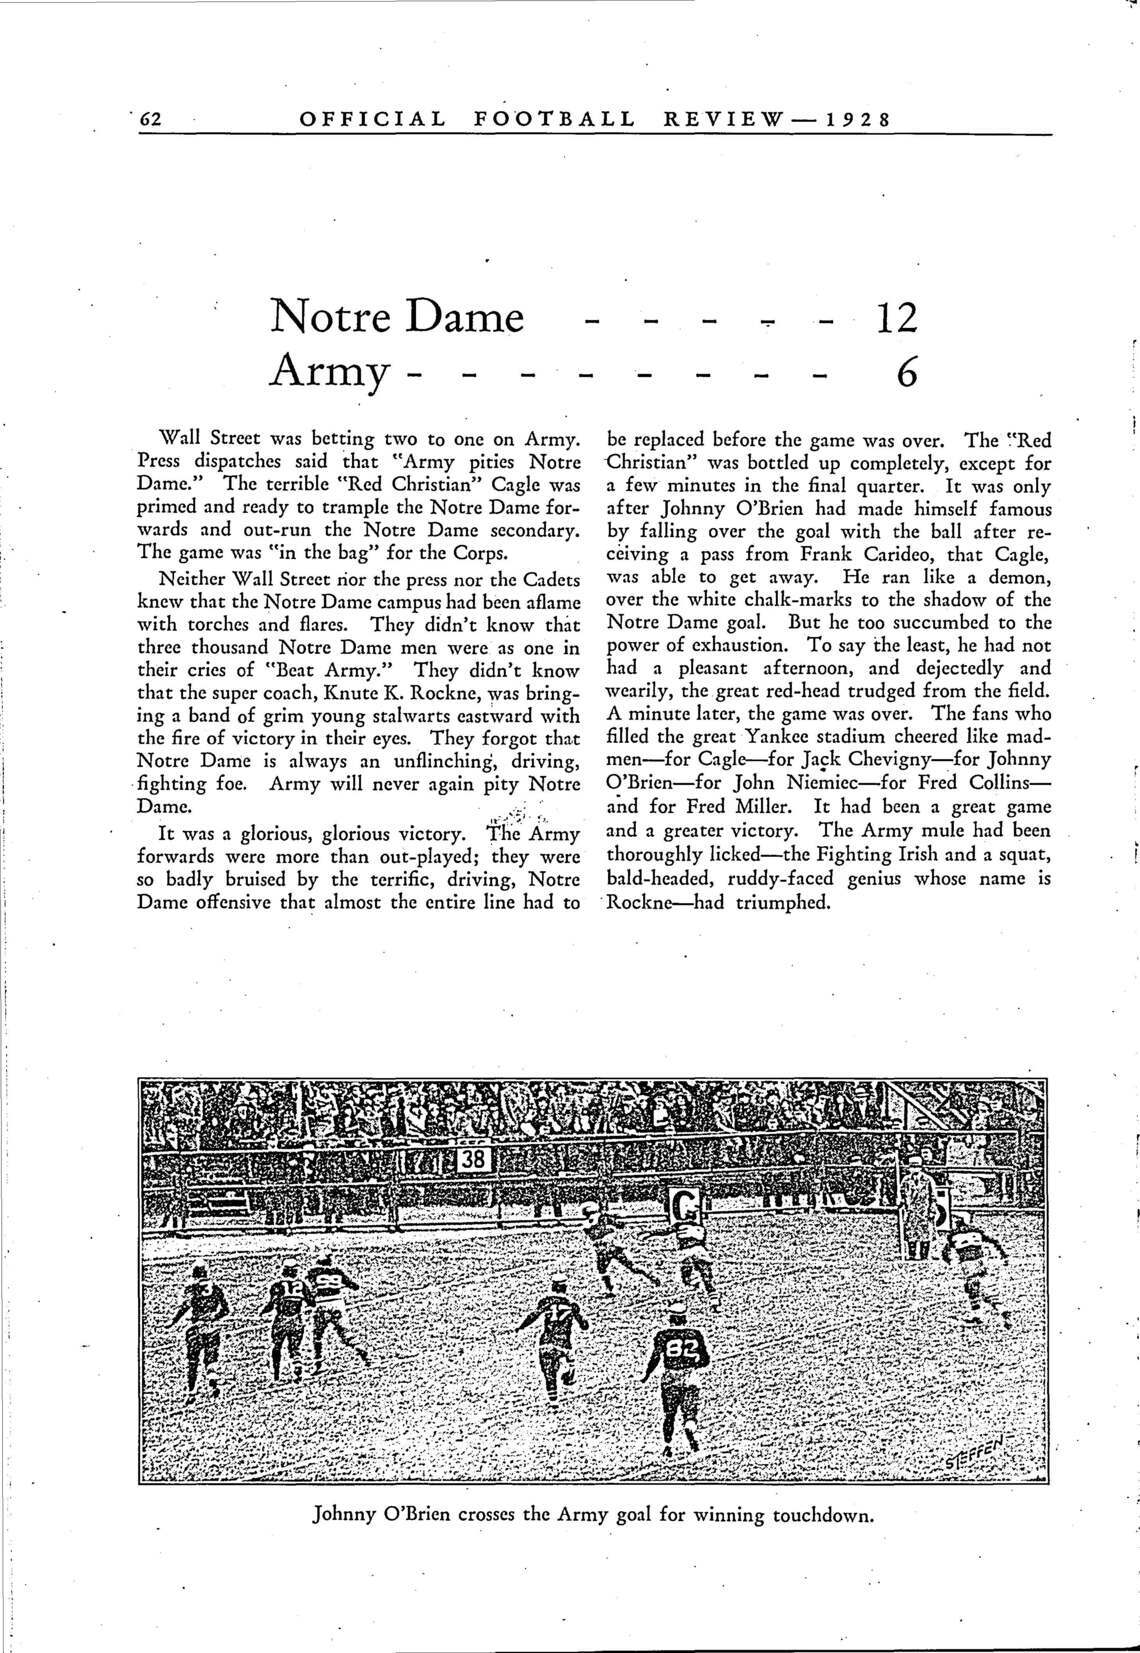 62 OFFICIAL FOOTBALL REVIEW—1928
Notre Dame - - - - - 12
Army - - - - - - - - 6
Wall Street was betting two to one on Army.
Press dispatches said that "Army pities Notre
Dame." The terrible "Red Christian" Cagle was
primed and ready to trample the Notre Dame for-
wards and out-run the Notre Dame secondary.
The game was "in the bag" for the Corps.
Neither Wall Street nor the press nor the Cadets
knew that the Notre Dame campus had been aflame
with torches and flares. They didn't know that
three thousand Notre Dame men were as one in
their cries of "Beat Army." They didn't know
that the super coach, Knute K. Rockne, was bring-
ing a band of grim young stalwarts eastward with
the fire of victory in their eyes. They forgot that
Notre Dame is always an unflinching, driving,
fighting foe. Army will never again pity Notre
Dame.
It was a glorious, glorious victory. The Army
forwards were more than out-played; they were
so badly bruised by the terrific, driving, Notre
Dame offensive that almost the entire line had to
be replaced before the game was over. The "Red
Christian" was bottled up completely, except for
a few minutes in the final quarter. It was only
after Johnny O'Brien had made himself famous
by falling over the goal with the ball after re-
ceiving a pass from Frank Carideo, that Cagle,
was able to get away. He ran like a demon,
over the white chalk-marks to the shadow of the
Notre Dame goal. But he too succumbed to the
power of exhaustion. To say the least, he had not
had a pleasant afternoon, and dejectedly and
wearily, the great red-head trudged from the field.
A minute later, the game was over. The fans who
filled the great Yankee stadium cheered like mad-
men—for Cagle—for Jack Chevigny—for Johnny
O'Brien—for John Niemiec—for Fred Collins—
and for Fred Miller. It had been a great game
and a greater victory. The Army mule had been
thoroughly licked—the Fighting Irish and a squat,
bald-headed, ruddy-faced genius whose name is
Rockne—had triumphed.
38
G
3
12
17
82
STEFFEN
Johnny O'Brien crosses the Army goal for winning touchdown.